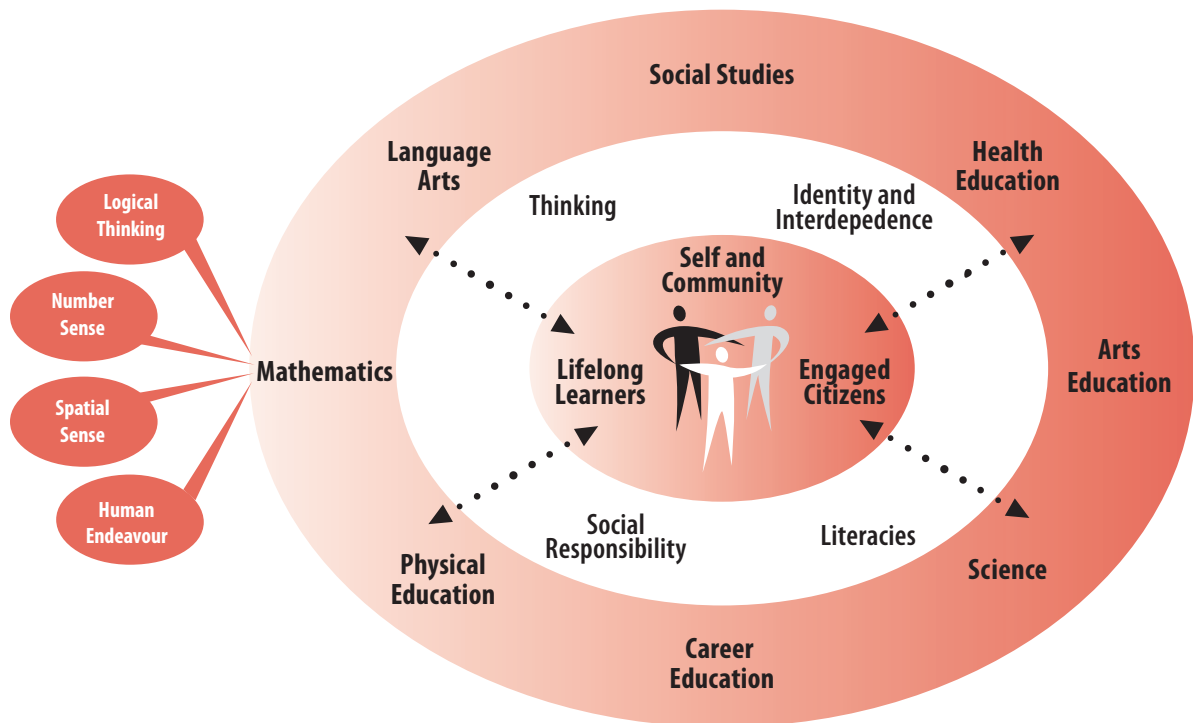 Social Studies
Language
Arts
Health
Education
Thinking
Identity and
Interdepedence
Logical
Thinking
Number
Sense
Spatial
Sense
Human
Endeavour
Mathematics
Self and
Community
Lifelong
Learners
Engaged
Citizens
Arts
Education
Social
Responsibility
Literacies
Physical
Education
Science
Career
Education